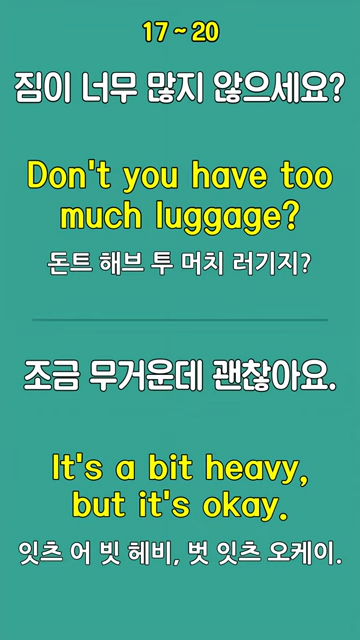 17 ~ 20
짐이 너무 많지 않으세요?
Don't you have too
much luggage?
돈트 해브 투 머치 러기지?
조금 무거운데 괜찮아요.
It's a bit heavy,
but it's okay.
잇츠 어 빗 헤비, 벗 잇츠 오케이.